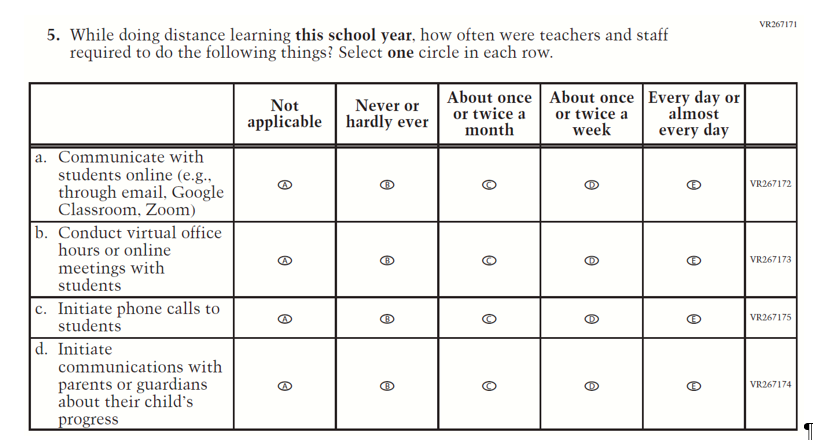 VR267171
5. While doing distance learning this school year, how often were teachers and staff
required to do the following things? Select one circle in each row.
Not applicable | Never or hardly ever | About once or twice a month | About once or twice a week | Every day or almost every day
a. Communicate with
students online (e.g.,
through email, Google
Classroom, Zoom)
A B C D E VR267172
b. Conduct virtual office
hours or online
meetings with
students
A B C D E VR267173
c. Initiate phone calls to
students
A B C D E VR267175
d. Initiate
communications with
parents or guardians
about their child's
progress
A B C D E VR267174
¶